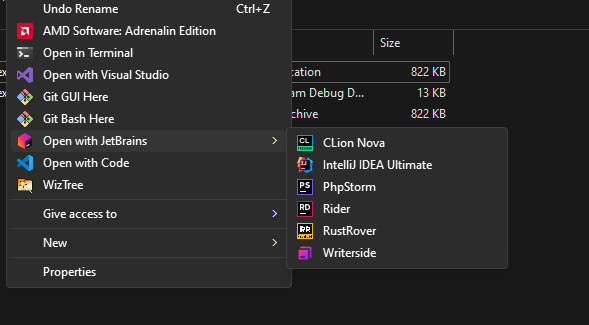 Undo Rename Ctrl+Z
AMD Software: Adrenalin Edition
Open in Terminal
Size
Open with Visual Studio
cation 822 KB
Git GUI Here
am Debug D... 13 KB
Git Bash Here
chive 822 KB
Open with JetBrains
CL CLion Nova
Open with Code
IJ IntelliJ IDEA Ultimate
WizTree
PS PhpStorm
Give access to
RD Rider
RR RustRover
New
Writerside
Properties